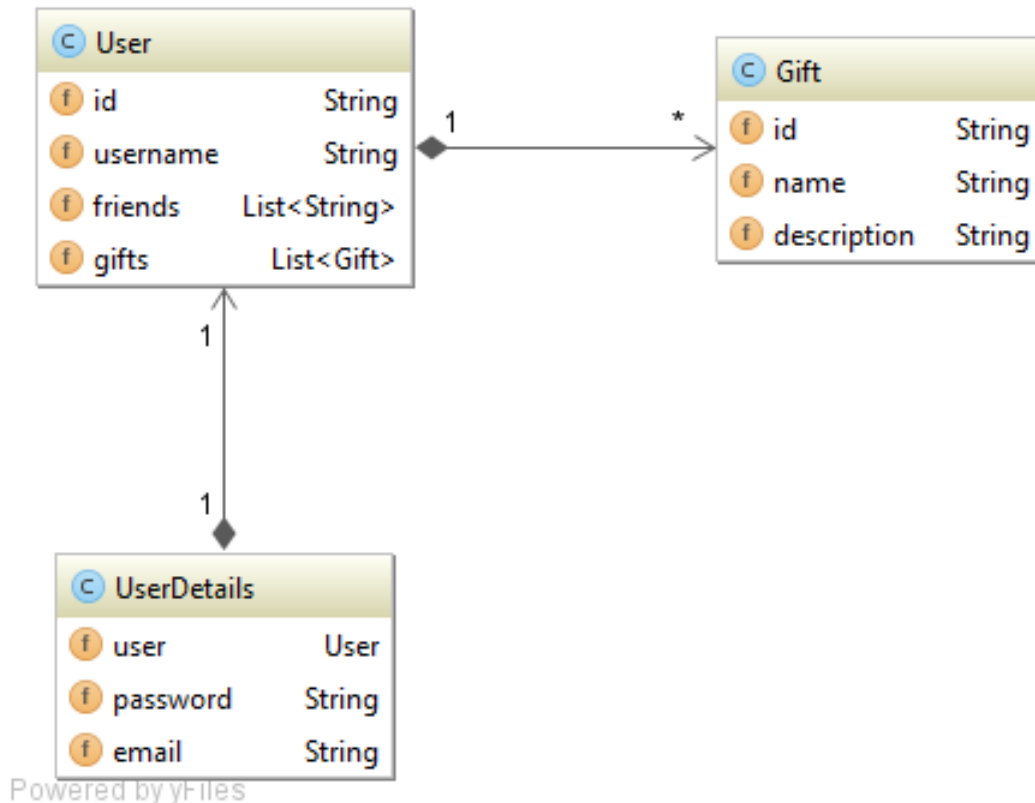 C User
f id String
f username String
f friends List<String>
f gifts List<Gift>
1 *
C Gift
f id String
f name String
f description String
1
1
C UserDetails
f user User
f password String
f email String
Powered by yFiles